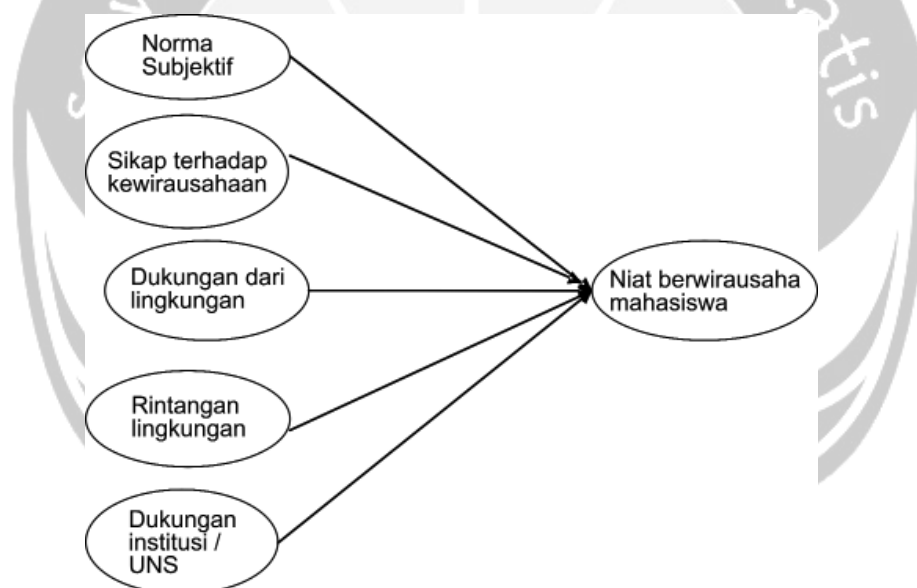 Norma
Subjektif
Sikap terhadap
kewirausahaan
Dukungan dari
lingkungan
Niat berwirausaha
mahasiswa
Rintangan
lingkungan
Dukungan
institusi /
UNS